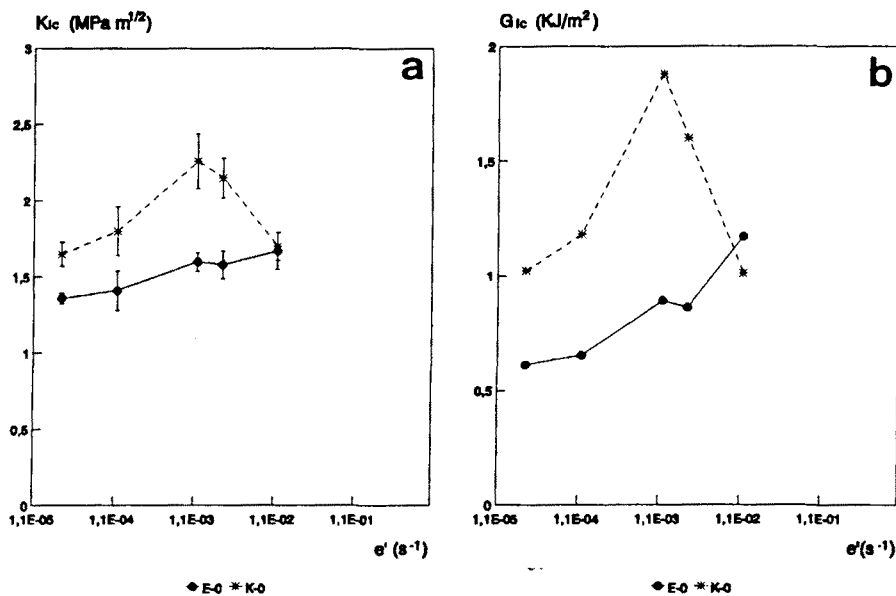 KIc (MPa m1/2)
a
3
2,5
2
1,5
1
0,5
0
1,1E-05 1,1E-04 1,1E-03 1,1E-02 1,1E-01
e' (s-1)
E-0 K-0
GIc (KJ/m2)
b
2
1,5
1
0,5
0
1,1E-05 1,1E-04 1,1E-03 1,1E-02 1,1E-01
e'(s-1)
E-0 K-0